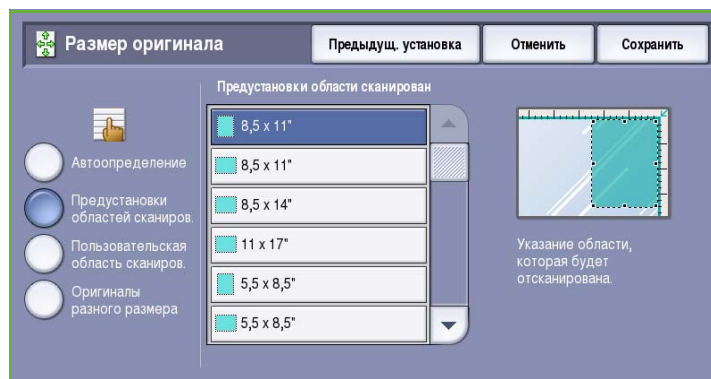 Размер оригинала
Предыдущ. установка
Отменить
Сохранить
Предустановки области сканирован
Автоопределение
Предустановки
областей сканиров.
Пользовательская
область сканиров.
Оригиналы
разного размера
8,5 x 11"
8,5 x 11"
8,5 x 14"
11 x 17"
5,5 x 8,5"
5,5 x 8,5"
Указание области,
которая будет
отсканирована.